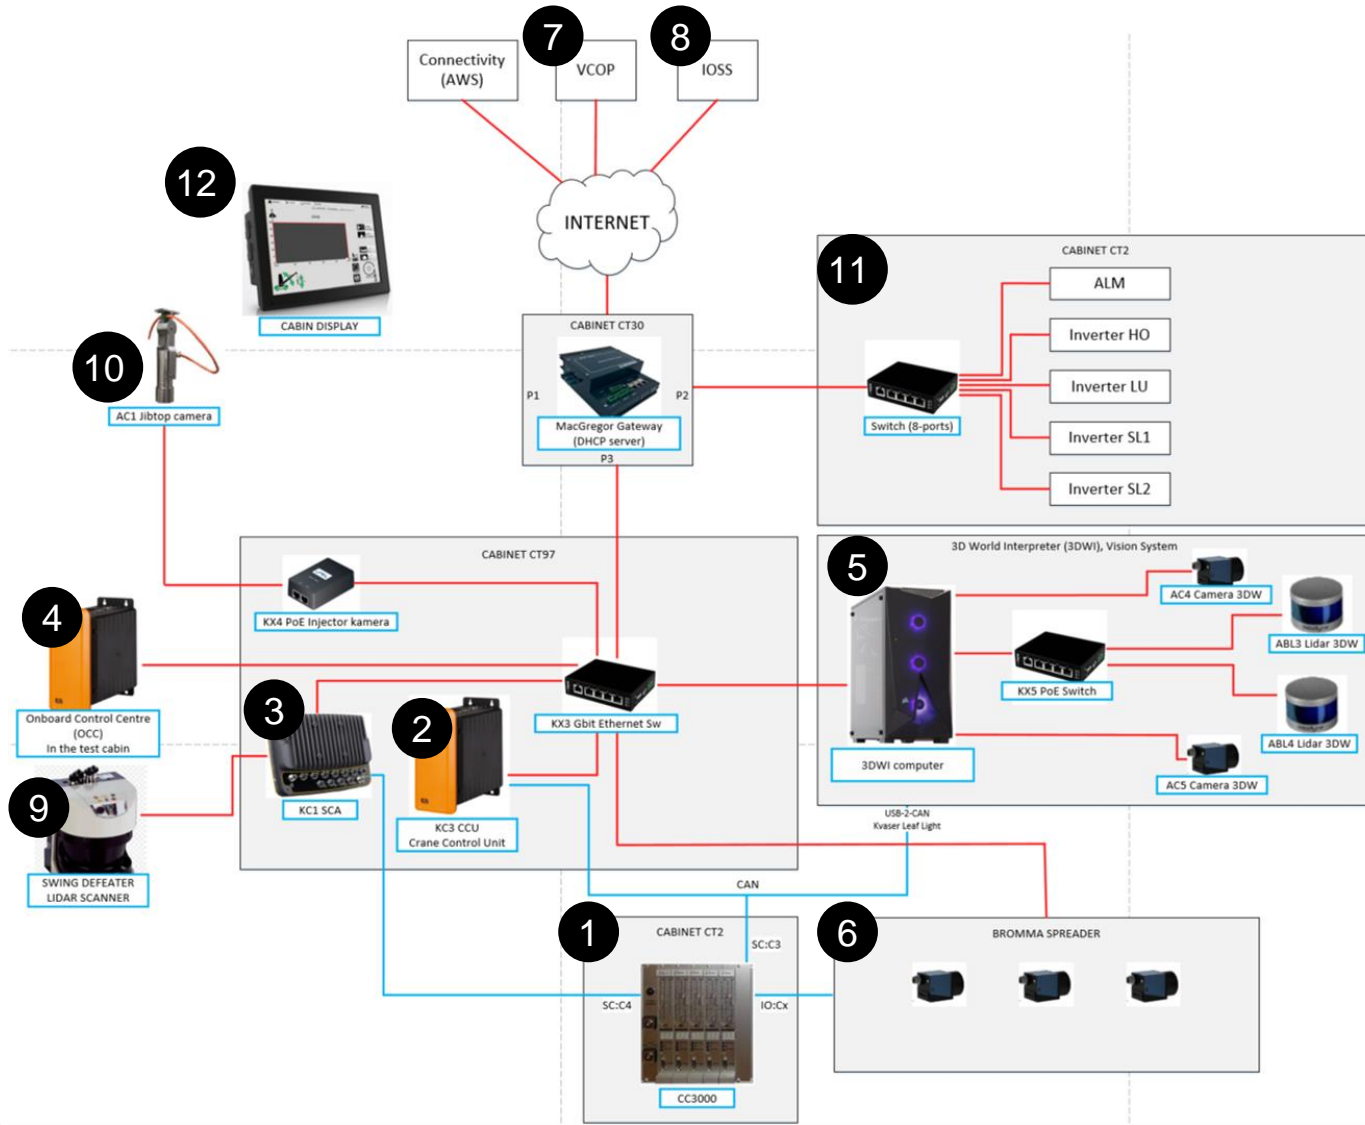 7
8
Connectivity
(AWS)
VCOP
IOSS
12
INTERNET
CABIN DISPLAY
11
CABINET CT2
ALM
Inverter HO
Inverter LU
Inverter SL1
Inverter SL2
Switch (8-ports)
CABINET CT30
P1
P2
MacGregor Gateway
(DHCP server)
P3
10
AC1 Jibtop camera
CABINET CT97
KX4 PoE Injector kamera
4
Onboard Control Centre
(OCC)
In the test cabin
3
KC1 SCA
2
KC3 CCU
Crane Control Unit
KX3 Gbit Ethernet Sw
5
3D World Interpreter (3DWI), Vision System
AC4 Camera 3DW
ABL3 Lidar 3DW
KX5 PoE Switch
ABL4 Lidar 3DW
AC5 Camera 3DW
3DWI computer
9
SWING DEFEATER
LIDAR SCANNER
USB-2-CAN
Kvaser Leaf Light
CAN
1
CABINET CT2
SC:C3
SC:C4
IO:Cx
CC3000
6
BROMMA SPREADER